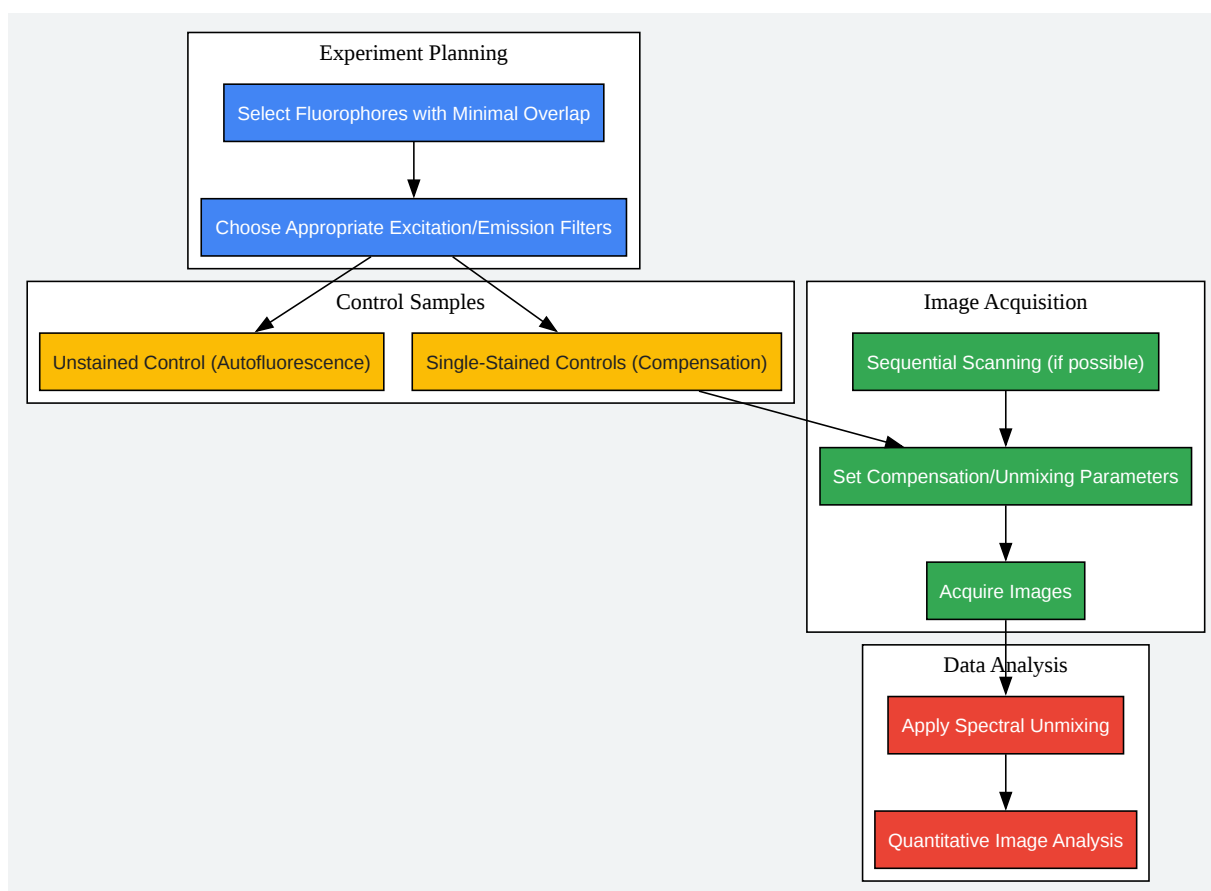 Experiment Planning
Select Fluorophores with Minimal Overlap
Choose Appropriate Excitation/Emission Filters
Control Samples
Unstained Control (Autofluorescence)
Single-Stained Controls (Compensation)
Image Acquisition
Sequential Scanning (if possible)
Set Compensation/Unmixing Parameters
Acquire Images
Data Analysis
Apply Spectral Unmixing
Quantitative Image Analysis